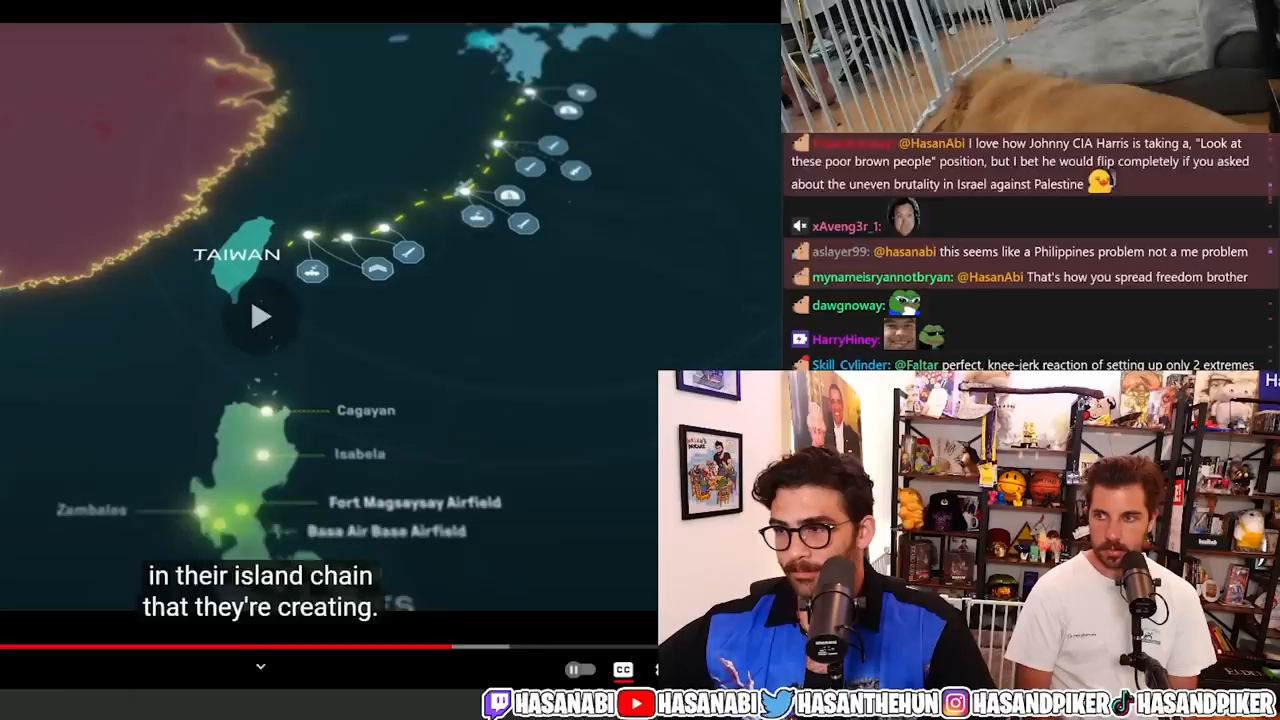 TAIWAN
Cagayan
Isabela
Zambales
Fort Magsaysay Airfield
Basa Air Base Airfield
in their island chain
that they're creating.
CC
@HasanAbi I love how Johnny CIA Harris is taking a, "Look at
these poor brown people" position, but I bet he would flip completely if you asked
about the uneven brutality in Israel against Palestine
xAveng3r_1:
aslayer99: @hasanabi this seems like a Philippines problem not a me problem
mynameisryannotbryan: @HasanAbi That's how you spread freedom brother
dawgnoway:
HarryHiney:
Skill_Cylinder: @Faltar perfect, knee-jerk reaction of setting up only 2 extremes
HASANABI HASANABI HASANTHEHUN HASANDPIKER HASANDPIKER